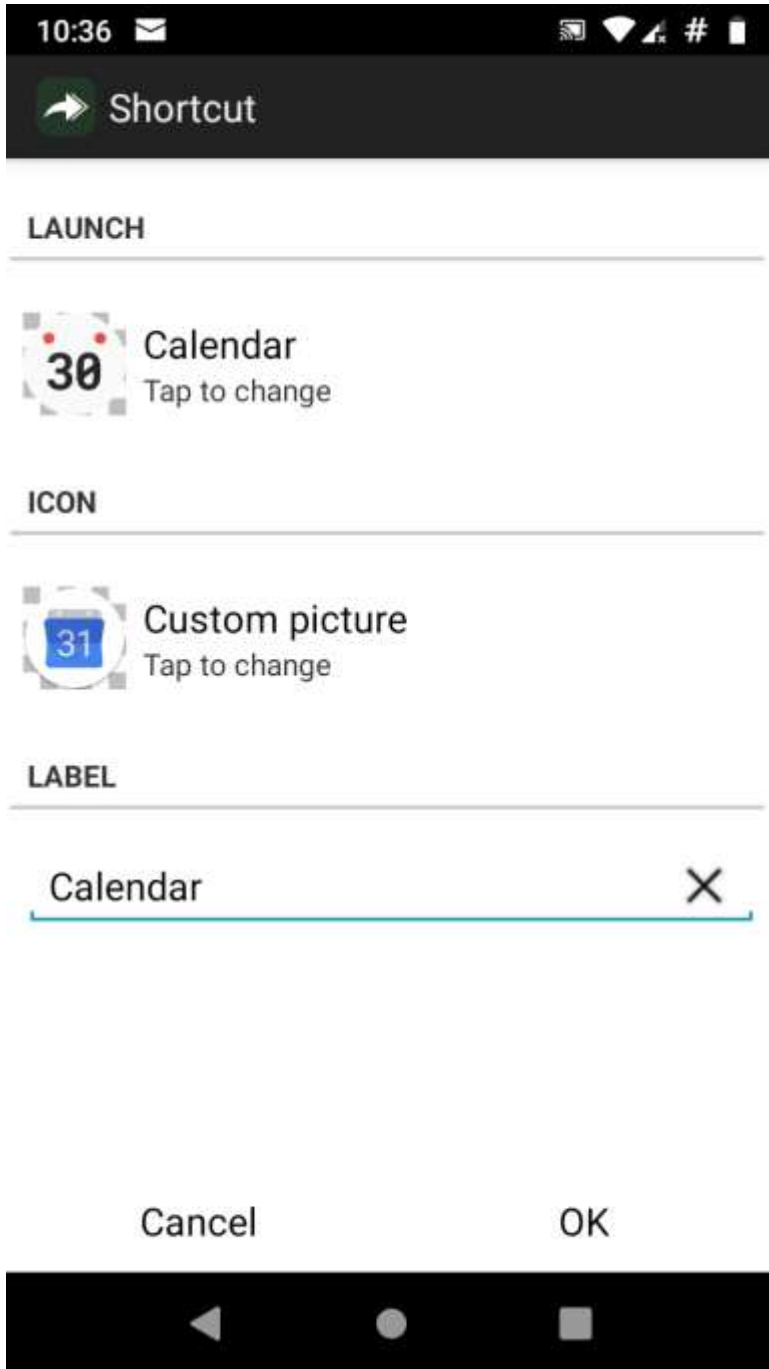 10:36
#
Shortcut
LAUNCH
30
Calendar
Tap to change
ICON
31
Custom picture
Tap to change
LABEL
Calendar
Cancel OK